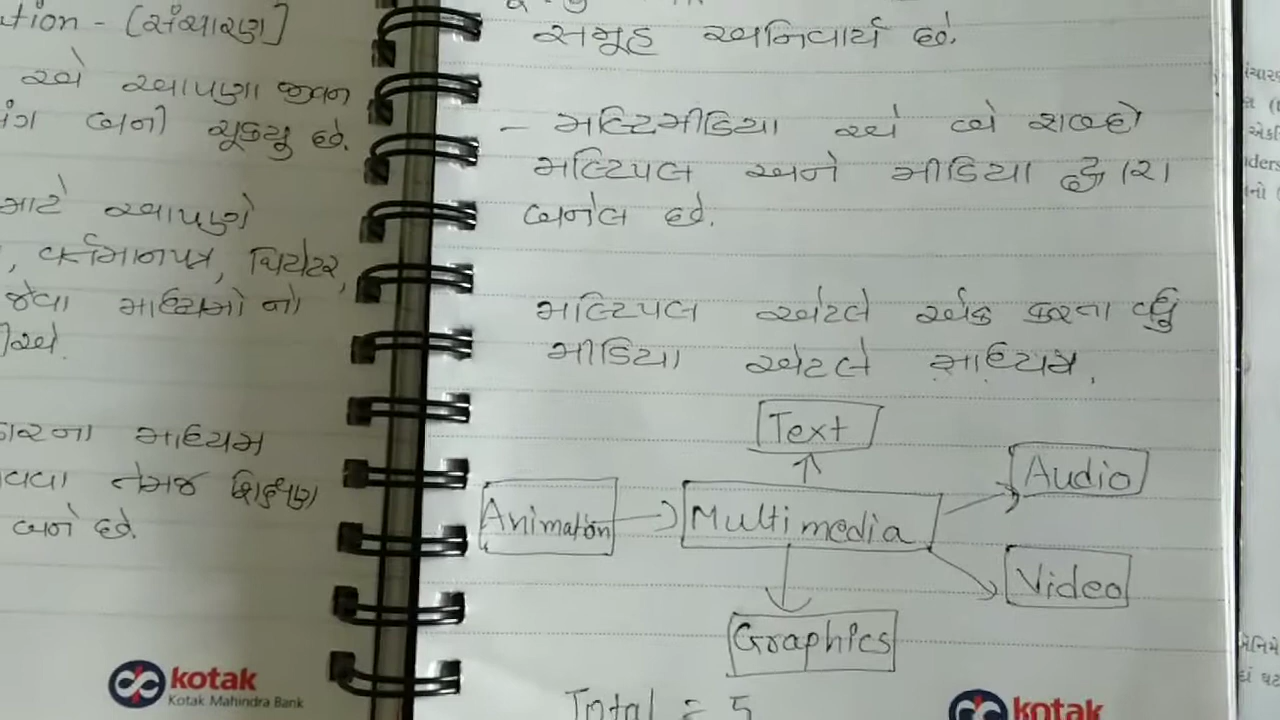 tion - [સંચારણ]
એ આપણા જીવન
અંગ બની ચૂક્યુ છે.
માટે આપણે
, વર્તમાનપત્ર, થિયેટર,
જેવા માધ્યમો નો
માધ્યમ
તેમજ શિક્ષણ
બને છે.
kotak
Kotak Mahindra Bank
સમૂહ અનિવાર્ય છે.
- મલ્ટિમીડિયા એ બે શબ્દો
મલ્ટિપલ અને મીડિયા દ્વારા
બનેલ છે.
મલ્ટિપલ એટલે એક કરતા વધુ
મીડિયા એટલે માધ્યમ.
Text
Audio
Animation
Multimedia
Video
Graphics
Total = 5
kotak